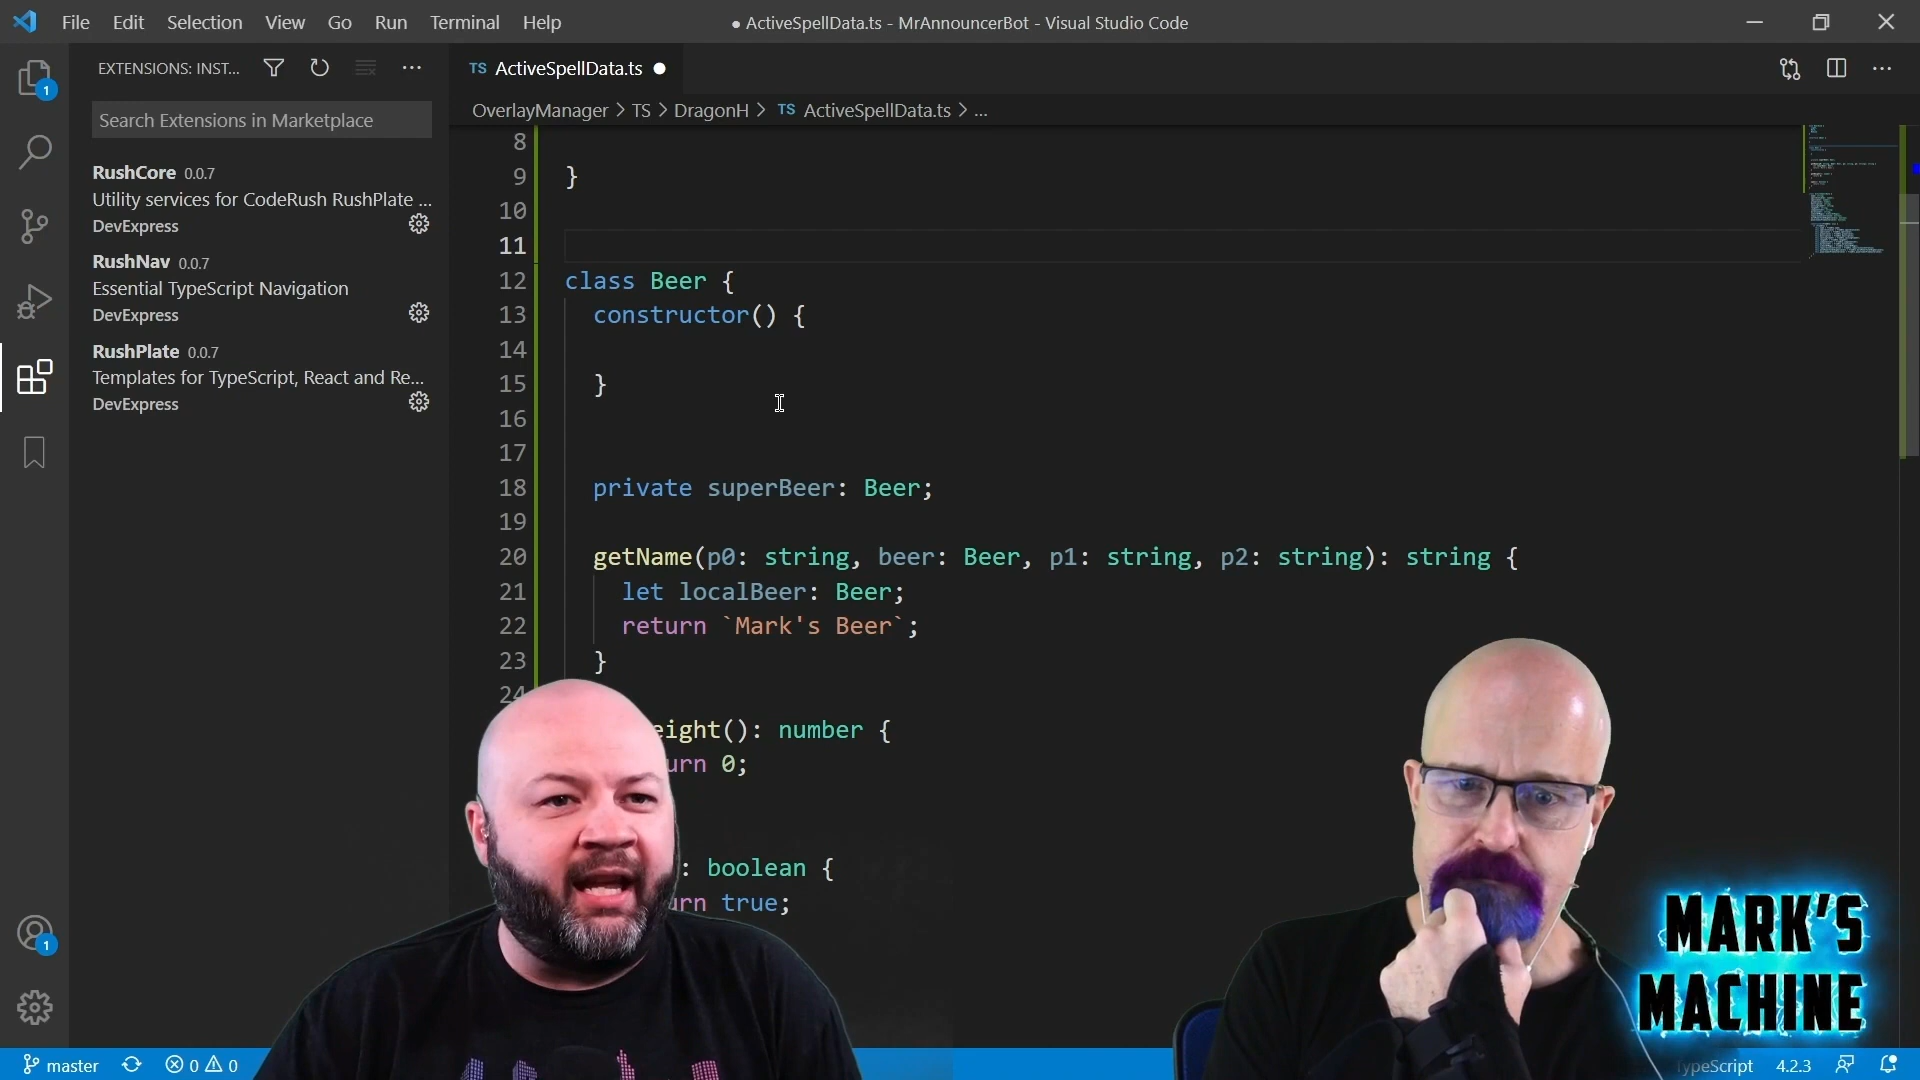 File Edit Selection View Go Run Terminal Help
● ActiveSpellData.ts - MrAnnouncerBot - Visual Studio Code
EXTENSIONS: INST...
TS ActiveSpellData.ts
OverlayManager > TS > DragonH > TS ActiveSpellData.ts > ...
1
Search Extensions in Marketplace
RushCore 0.0.7
Utility services for CodeRush RushPlate ...
DevExpress
RushNav 0.0.7
Essential TypeScript Navigation
DevExpress
RushPlate 0.0.7
Templates for TypeScript, React and Re...
DevExpress
8
9 }
10
11
12 class Beer {
13 constructor() {
14
15 }
16
17
18 private superBeer: Beer;
19
20 getName(p0: string, beer: Beer, p1: string, p2: string): string {
21 let localBeer: Beer;
22 return `Mark's Beer`;
23 }
24
eight(): number {
urn 0;
: boolean {
urn true;
MARK'S
MACHINE
1
master 0 0
ypeScript 4.2.3